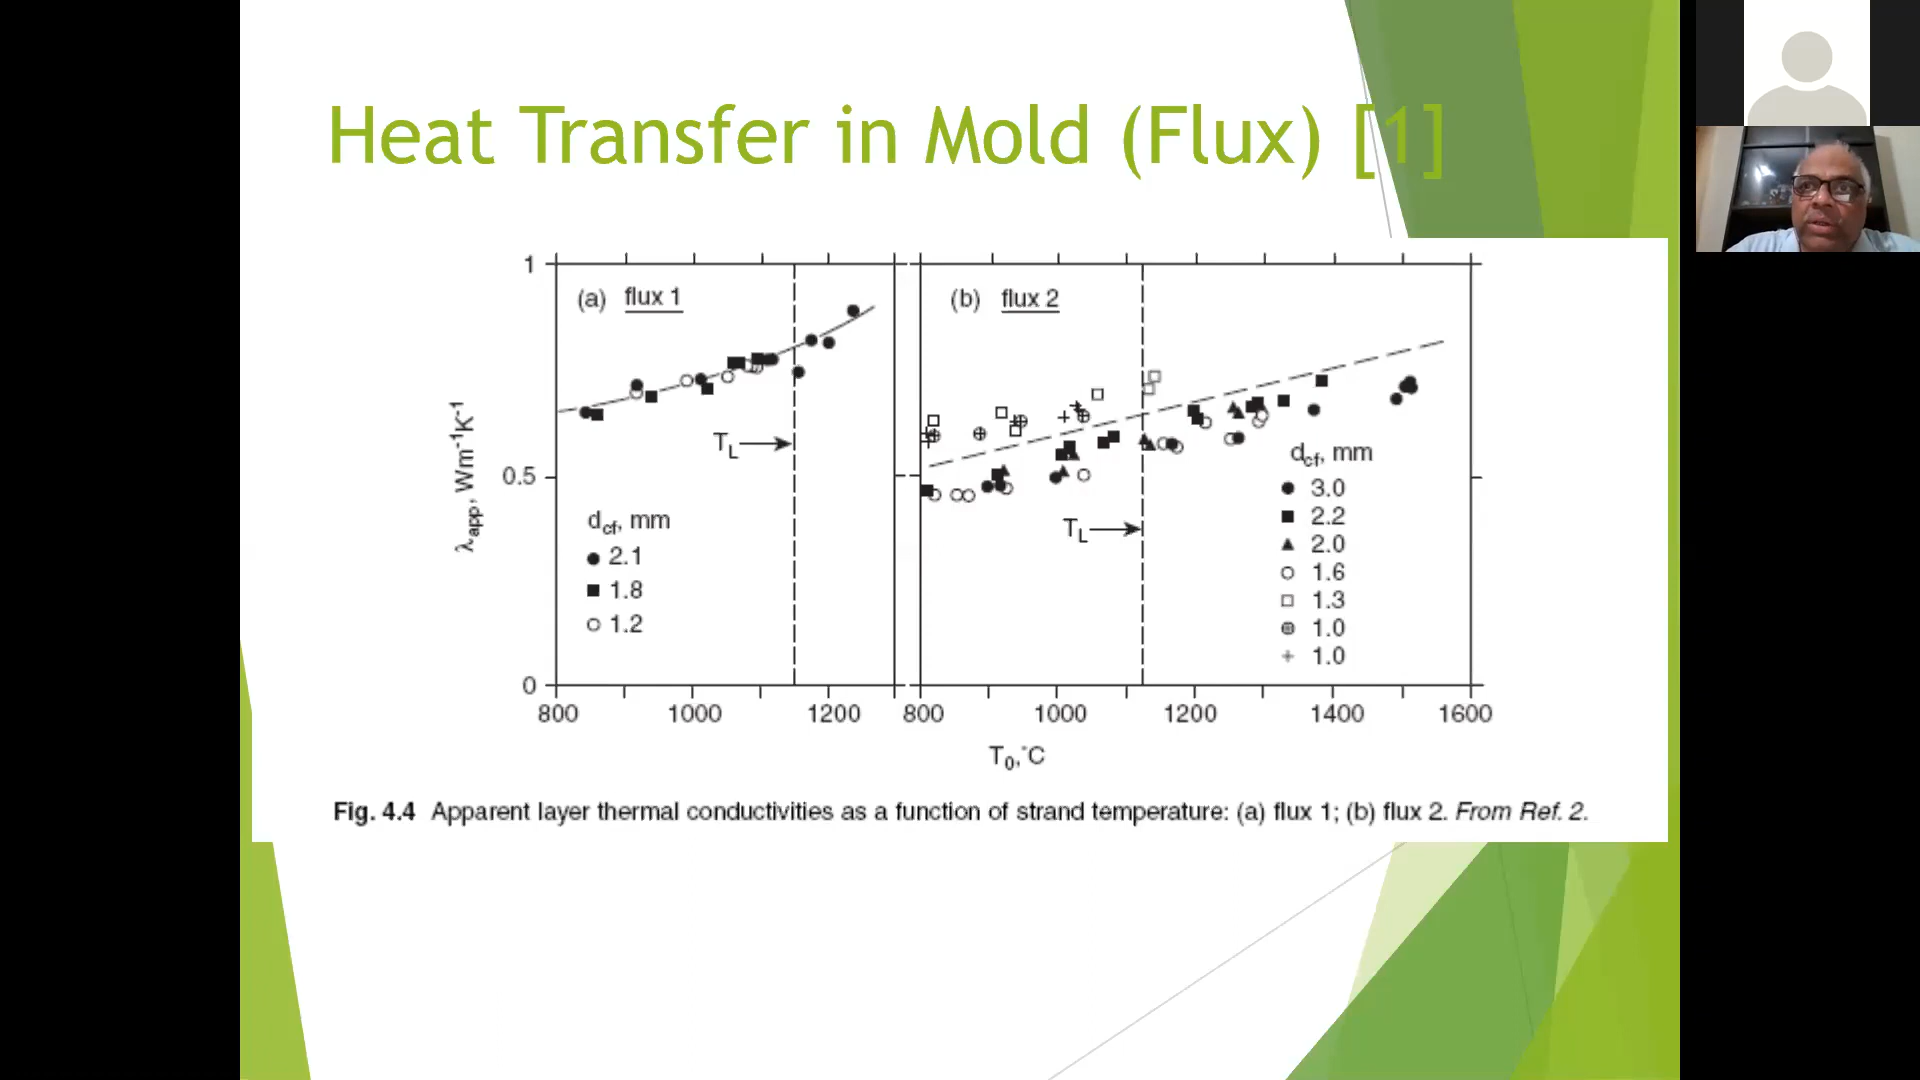 Heat Transfer in Mold (Flux) [1]
1
0.5
0
λapp, Wm⁻¹K⁻¹
(a) flux 1
TL
dcf, mm
● 2.1
■ 1.8
○ 1.2
800 1000 1200
(b) flux 2
TL
dcf, mm
● 3.0
■ 2.2
▲ 2.0
○ 1.6
□ 1.3
⊕ 1.0
+ 1.0
800 1000 1200 1400 1600
T0,°C
Fig. 4.4 Apparent layer thermal conductivities as a function of strand temperature: (a) flux 1; (b) flux 2. From Ref. 2.